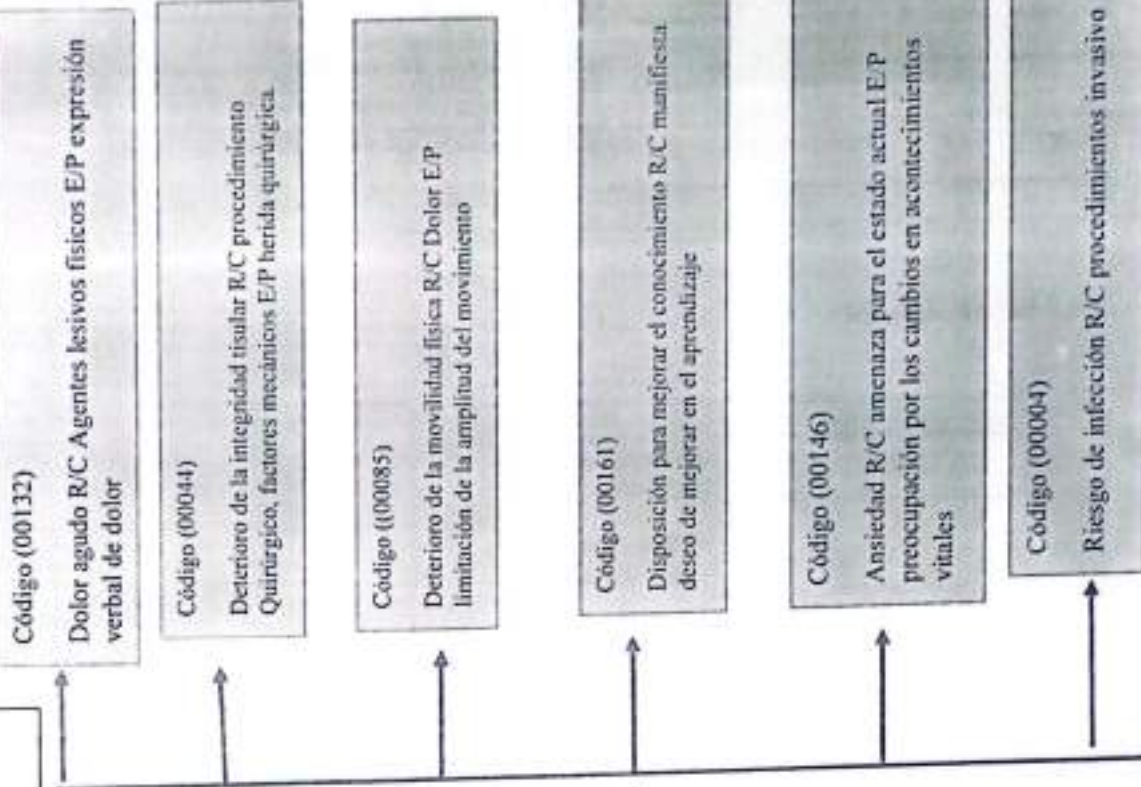 Código (00132)
Dolor agudo R/C Agentes lesivos físicos E/P expresión
verbal de dolor
Código (00044)
Deterioro de la integridad tisular R/C procedimiento
Quirúrgico, factores mecánicos E/P herida quirúrgica.
Código ((00085)
Deterioro de la movilidad física R/C Dolor E/P
limitación de la amplitud del movimiento
Código (00161)
Disposición para mejorar el conocimiento R/C manifiesta
deseo de mejorar en el aprendizaje
Código (00146)
Ansiedad R/C amenaza para el estado actual E/P
preocupación por los cambios en acontecimientos
vitales
Código (00004)
Riesgo de infección R/C procedimientos invasivo